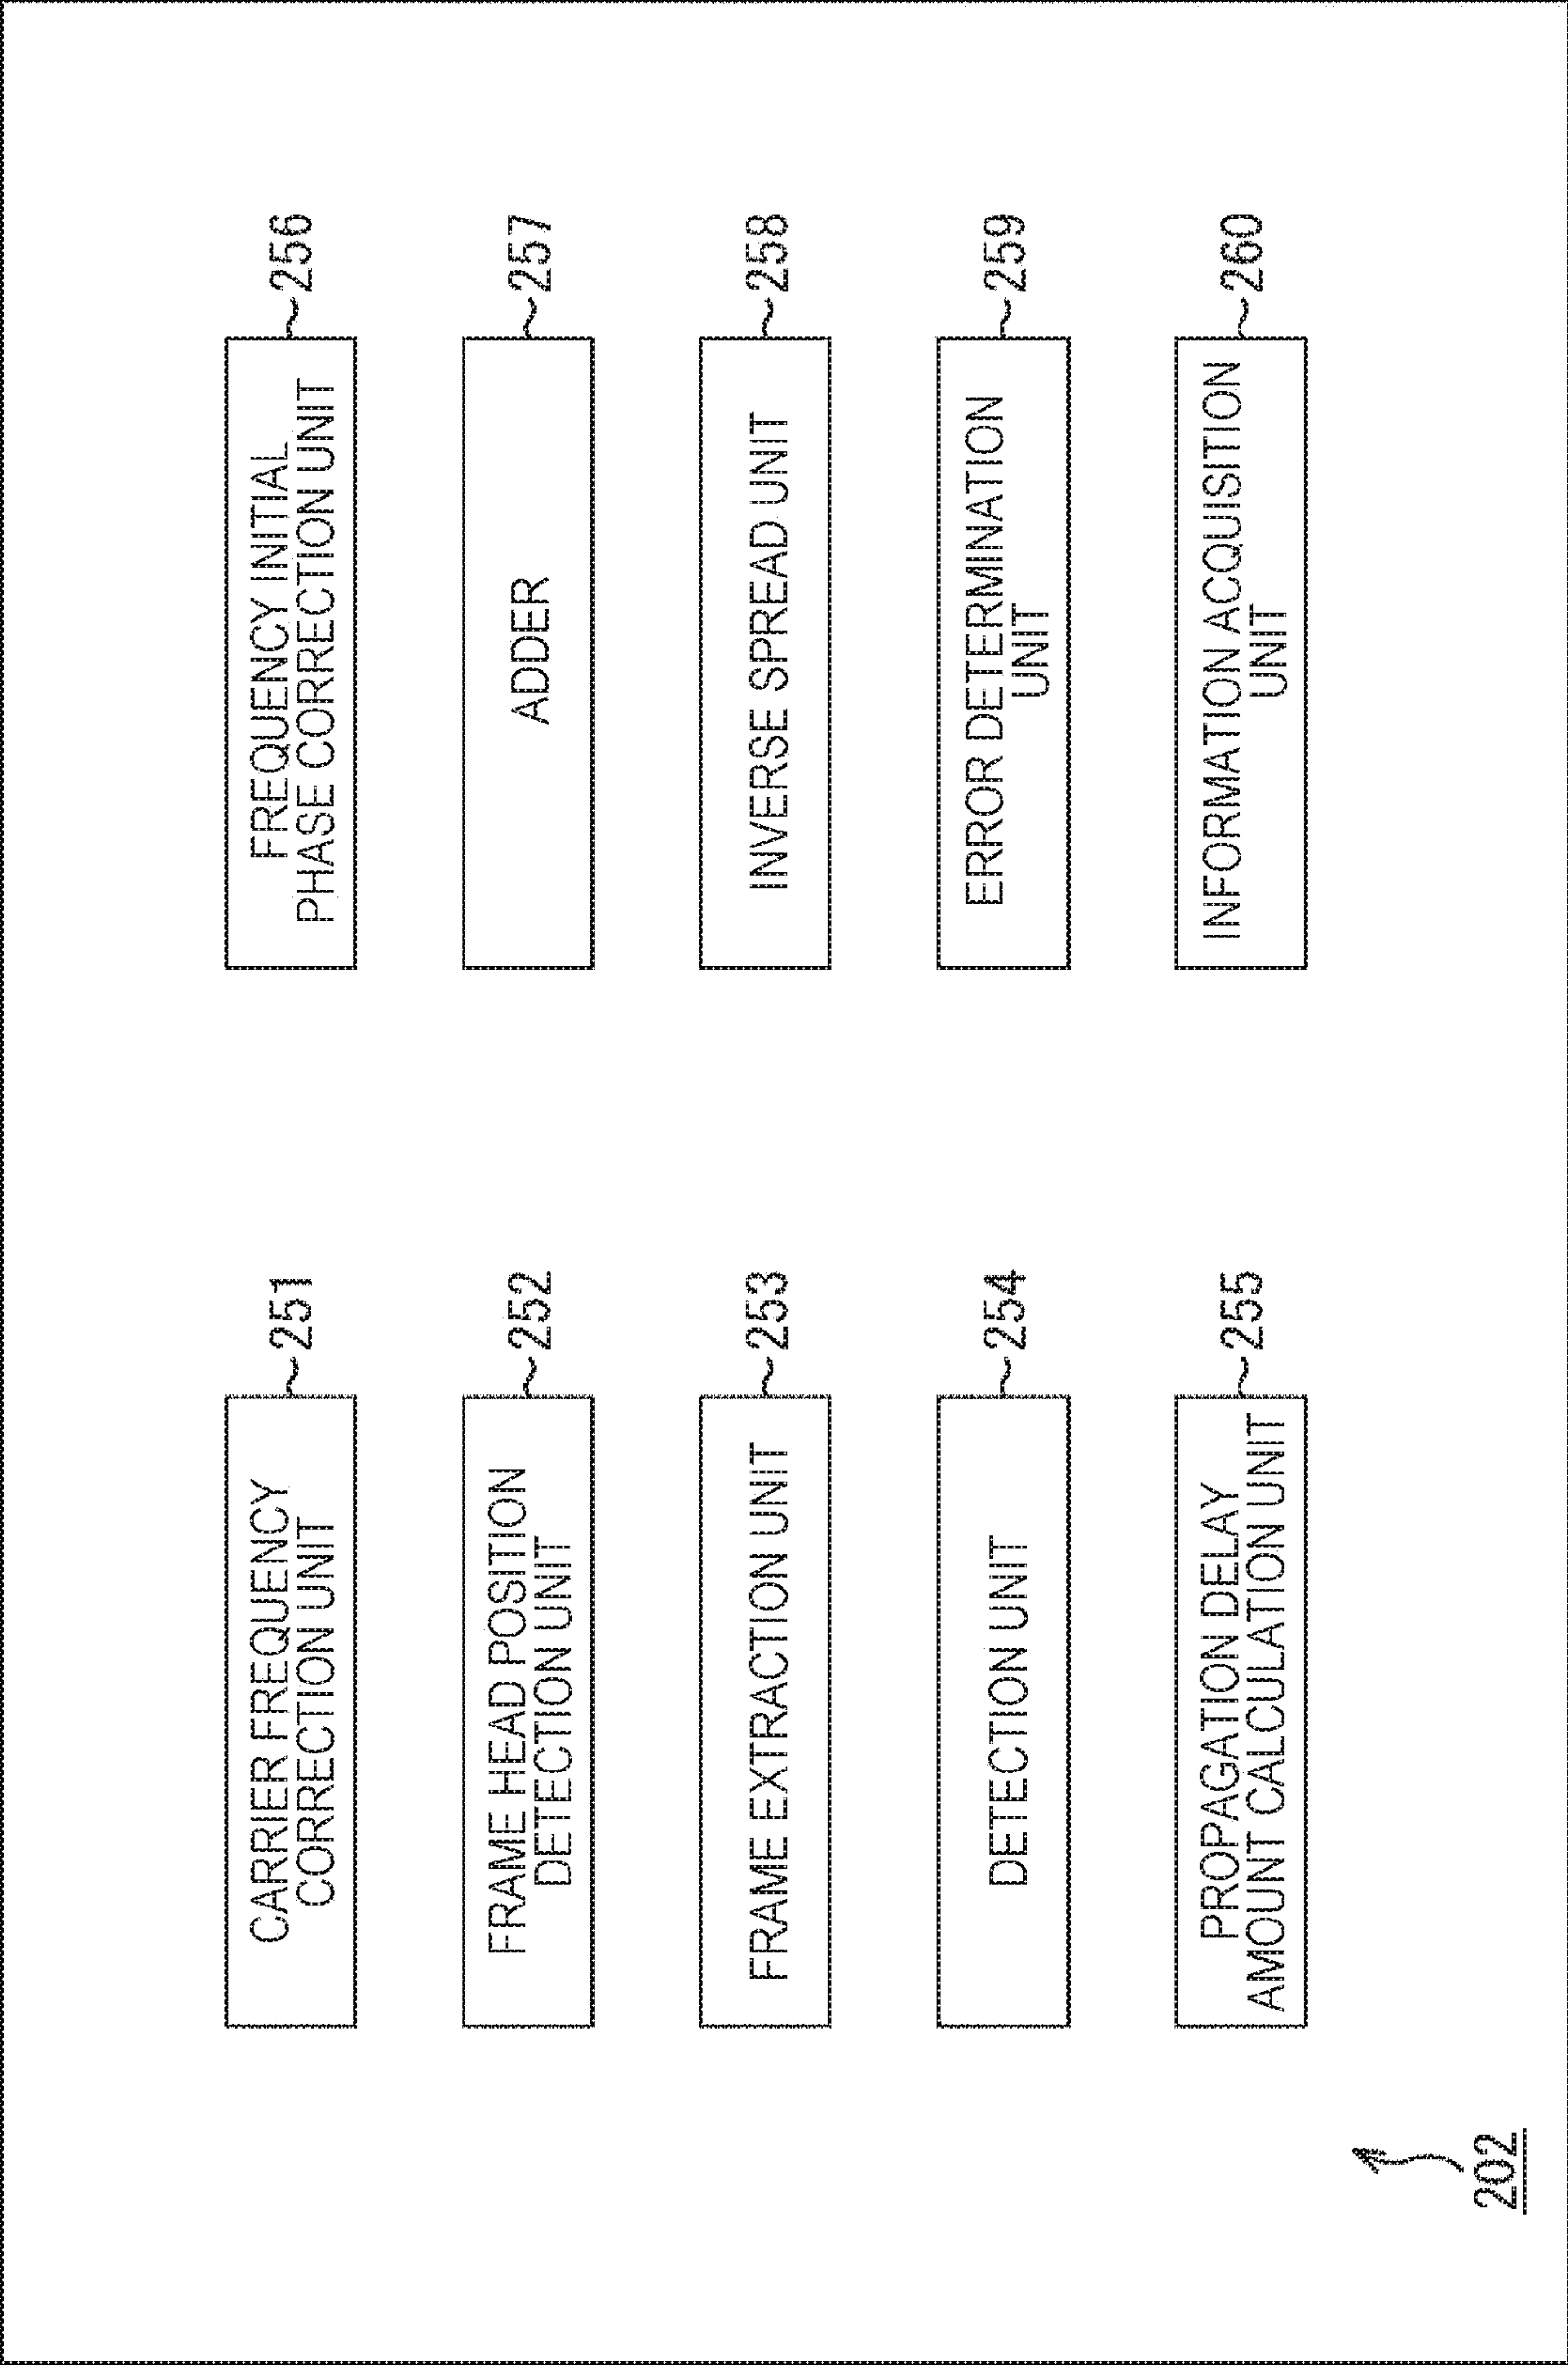 CARRIER FREQUENCY
CORRECTION UNIT
251
FRAME HEAD POSITION
DETECTION UNIT
252
FRAME EXTRACTION UNIT
253
DETECTION UNIT
254
PROPAGATION DELAY
AMOUNT CALCULATION UNIT
255
FREQUENCY INITIAL
PHASE CORRECTION UNIT
256
ADDER
257
INVERSE SPREAD UNIT
258
ERROR DETERMINATION
UNIT
259
INFORMATION ACQUISITION
UNIT
260
202